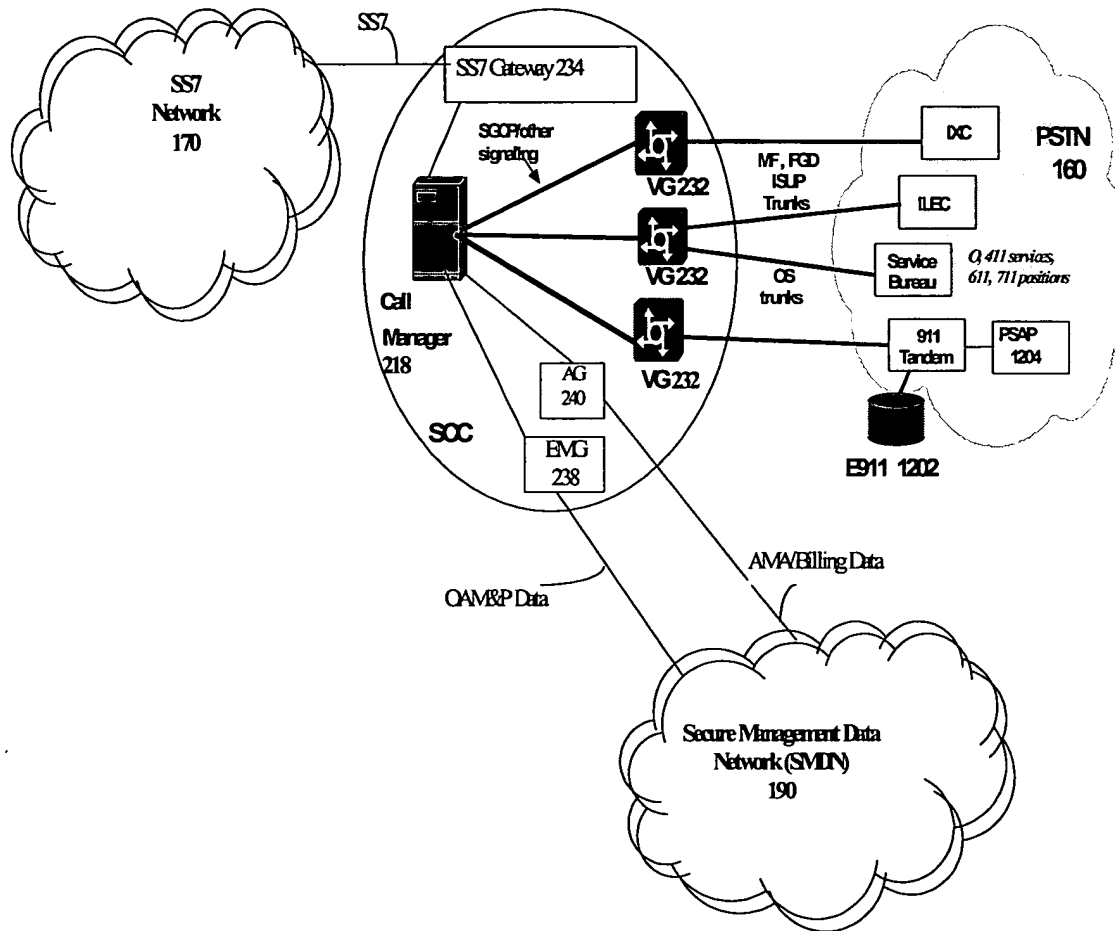 SS7
SS7
Network
170
SS7 Gateway 234
SGCP/other
signalling
VG 232
VG 232
VG 232
Call
Manager
218
AG
240
SOC
EMG
238
MF, FGD
ISUP
Trunks
OS
trunks
IXC
PSTN
160
ILEC
Service
Bureau
O, 411 services,
611, 711 positions
911
Tandem
PSAP
1204
E911 1202
OAM&P Data
AMA/Billing Data
Secure Management Data
Network (SMDN)
190